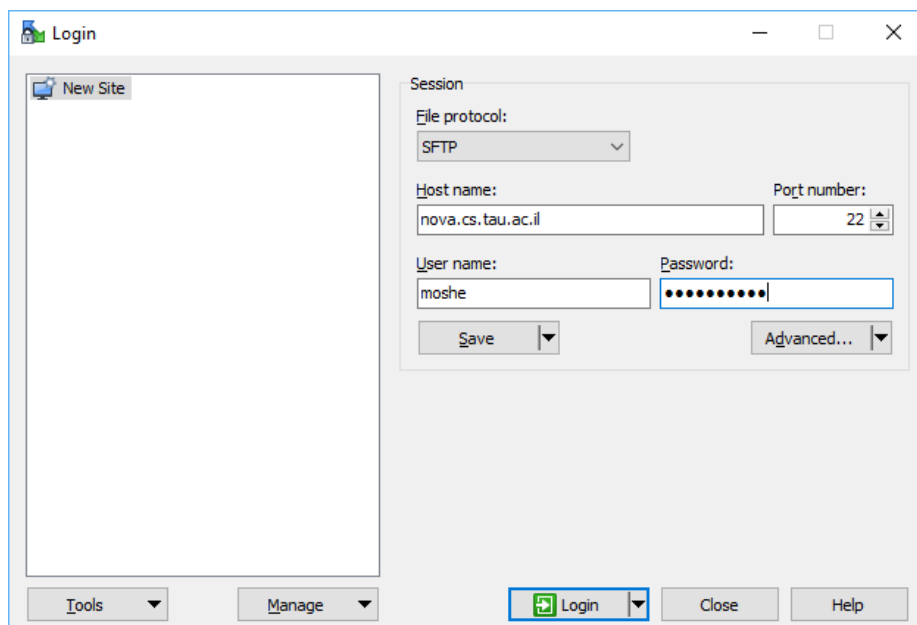 Login
New Site
Session
File protocol:
SFTP
Host name: Port number:
nova.cs.tau.ac.il 22
User name: Password:
moshe ●●●●●●●●●●
Save Advanced...
Tools Manage Login Close Help